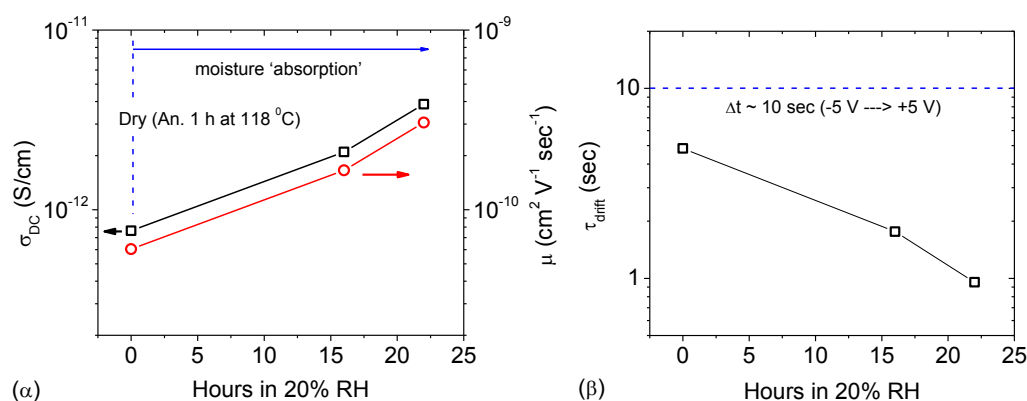 10⁻¹¹
10⁻¹²
σDC (S/cm)
moisture ‘absorption’
Dry (An. 1 h at 118 ⁰C)
10⁻⁹
10⁻¹⁰
μ (cm² V⁻¹ sec⁻¹)
0 5 10 15 20 25
Hours in 20% RH
(α)
10
1
τdrift (sec)
Δt ~ 10 sec (-5 V ---> +5 V)
0 5 10 15 20 25
Hours in 20% RH
(β)